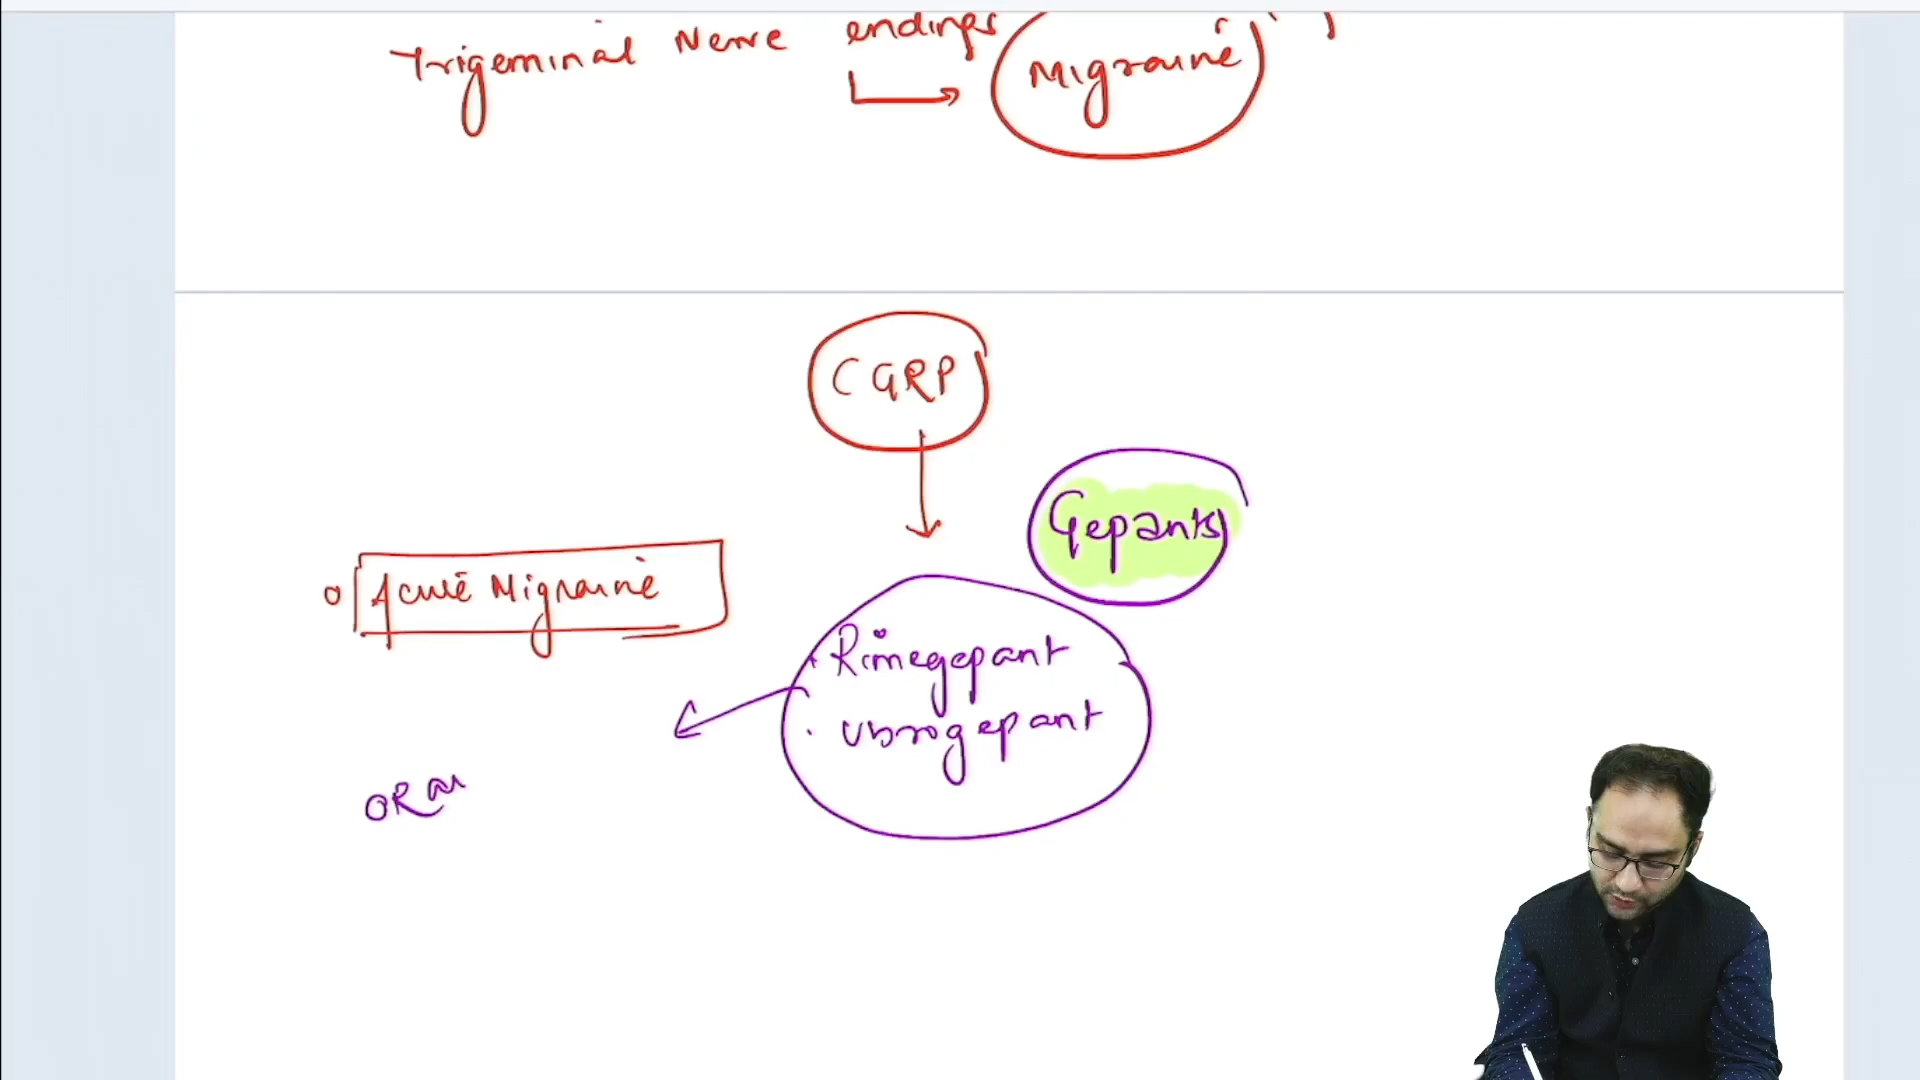 Trigeminal Nerve endings
Migraine
CGRP
Gepants
Acute Migraine
Rimegepant
Ubrogepant
ORal